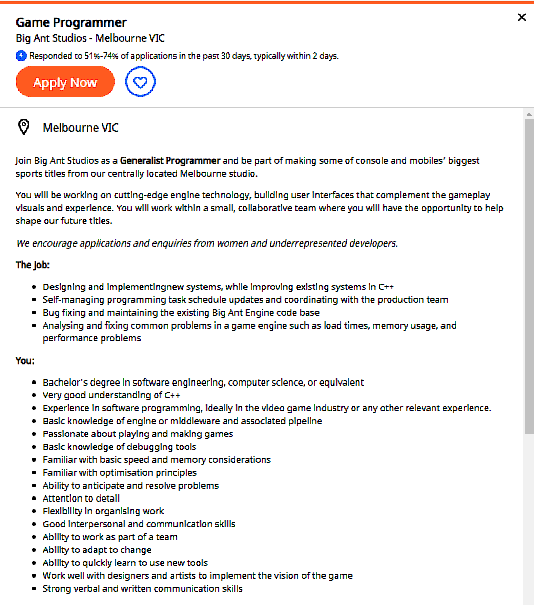 Game Programmer
Big Ant Studios - Melbourne VIC
Responded to 51%-74% of applications in the past 30 days, typically within 2 days.
Apply Now
Melbourne VIC
Join Big Ant Studios as a Generalist Programmer and be part of making some of console and mobiles' biggest
sports titles from our centrally located Melbourne studio.
You will be working on cutting-edge engine technology, building user interfaces that complement the gameplay
visuals and experience. You will work within a small, collaborative team where you will have the opportunity to help
shape our future titles.
We encourage applications and enquiries from women and underrepresented developers.
The Job:
• Designing and implementingnew systems, while improving existing systems in C++
• Self-managing programming task schedule updates and coordinating with the production team
• Bug fixing and maintaining the existing Big Ant Engine code base
• Analysing and fixing common problems in a game engine such as load times, memory usage, and
performance problems
You:
• Bachelor's degree in software engineering, computer science, or equivalent
• Very good understanding of C++
• Experience in software programming, ideally in the video game industry or any other relevant experience.
• Basic knowledge of engine or middleware and associated pipeline
• Passionate about playing and making games
• Basic knowledge of debugging tools
• Familiar with basic speed and memory considerations
• Familiar with optimisation principles
• Ability to anticipate and resolve problems
• Attention to detail
• Flexibility in organising work
• Good interpersonal and communication skills
• Ability to work as part of a team
• Ability to adapt to change
• Ability to quickly learn to use new tools
• Work well with designers and artists to implement the vision of the game
• Strong verbal and written communication skills